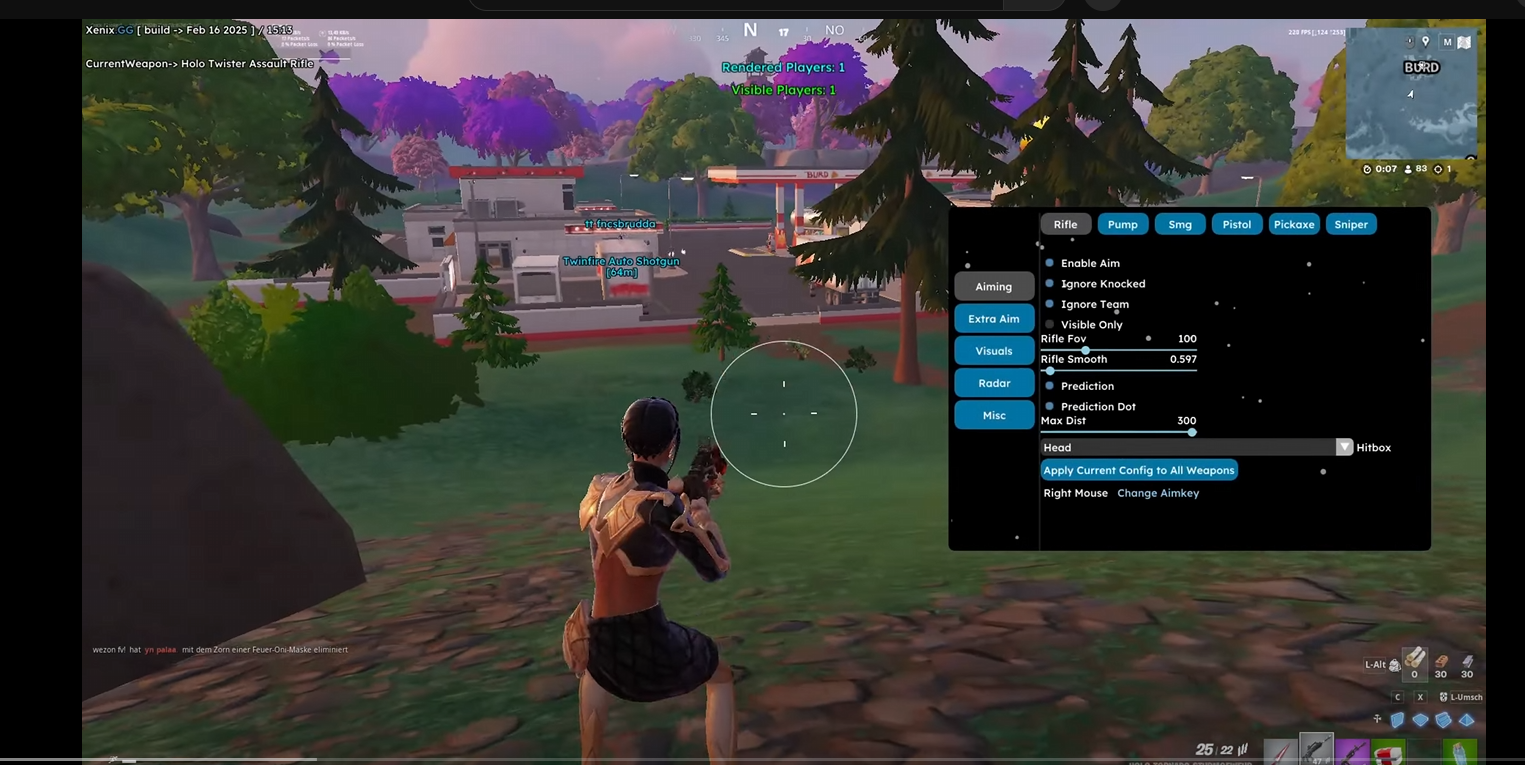 Xenix.GG [ build -> Feb 16 2025 ] / 15:13
CurrentWeapon-> Holo Twister Assault Rifle
345 N 17 30 NO
Rendered Players: 1
Visible Players: 1
M
BURD
0:07 83 1
BURD
tt fncsbrudda
Twinfire Auto Shotgun
[64m]
Rifle Pump Smg Pistol Pickaxe Sniper
Aiming
Extra Aim
Visuals
Radar
Misc
Enable Aim
Ignore Knocked
Ignore Team
Visible Only
Rifle Fov 100
Rifle Smooth 0.597
Prediction
Prediction Dot
Max Dist 300
Head Hitbox
Apply Current Config to All Weapons
Right Mouse Change Aimkey
wezon fv! hat yn palaa mit dem Zorn einer Feuer-Oni-Maske eliminiert
L-Alt
0 30 30
C X L-Umsch
25 | 22
47